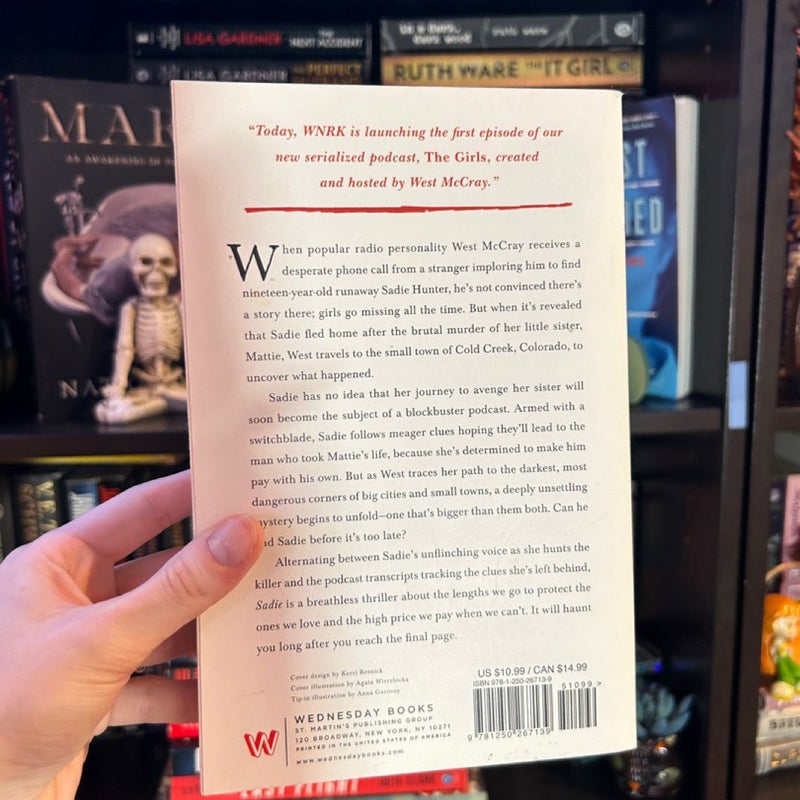 LISA GARDNER THE NEXT ACCIDENT
LISA GARDNER THE PERFECT
RUTH WARE THE IT GIRL
MAK
AN AWAKENING OF
NA
ST
NED
“Today, WNRK is launching the first episode of our
new serialized podcast, The Girls, created
and hosted by West McCray.”
When popular radio personality West McCray receives a
desperate phone call from a stranger imploring him to find
nineteen-year-old runaway Sadie Hunter, he’s not convinced there’s
a story there; girls go missing all the time. But when it’s revealed
that Sadie fled home after the brutal murder of her little sister,
Mattie, West travels to the small town of Cold Creek, Colorado, to
uncover what happened.
Sadie has no idea that her journey to avenge her sister will
soon become the subject of a blockbuster podcast. Armed with a
switchblade, Sadie follows meager clues hoping they’ll lead to the
man who took Mattie’s life, because she’s determined to make him
pay with his own. But as West traces her path to the darkest, most
dangerous corners of big cities and small towns, a deeply unsettling
mystery begins to unfold—one that’s bigger than them both. Can he
nd Sadie before it’s too late?
Alternating between Sadie’s unflinching voice as she hunts the
killer and the podcast transcripts tracking the clues she’s left behind,
Sadie is a breathless thriller about the lengths we go to protect the
ones we love and the high price we pay when we can’t. It will haunt
you long after you reach the final page.
Cover design by Kerri Resnick
Cover illustration by Agata Wierzbicka
Tip-in illustration by Anna Gorovoy
W
WEDNESDAY BOOKS
ST. MARTIN’S PUBLISHING GROUP
120 BROADWAY, NEW YORK, NY 10271
PRINTED IN THE UNITED STATES OF AMERICA
www.wednesdaybooks.com
US $10.99 / CAN $14.99
ISBN 978-1-250-26713-9
51099 >
9 781250 267139